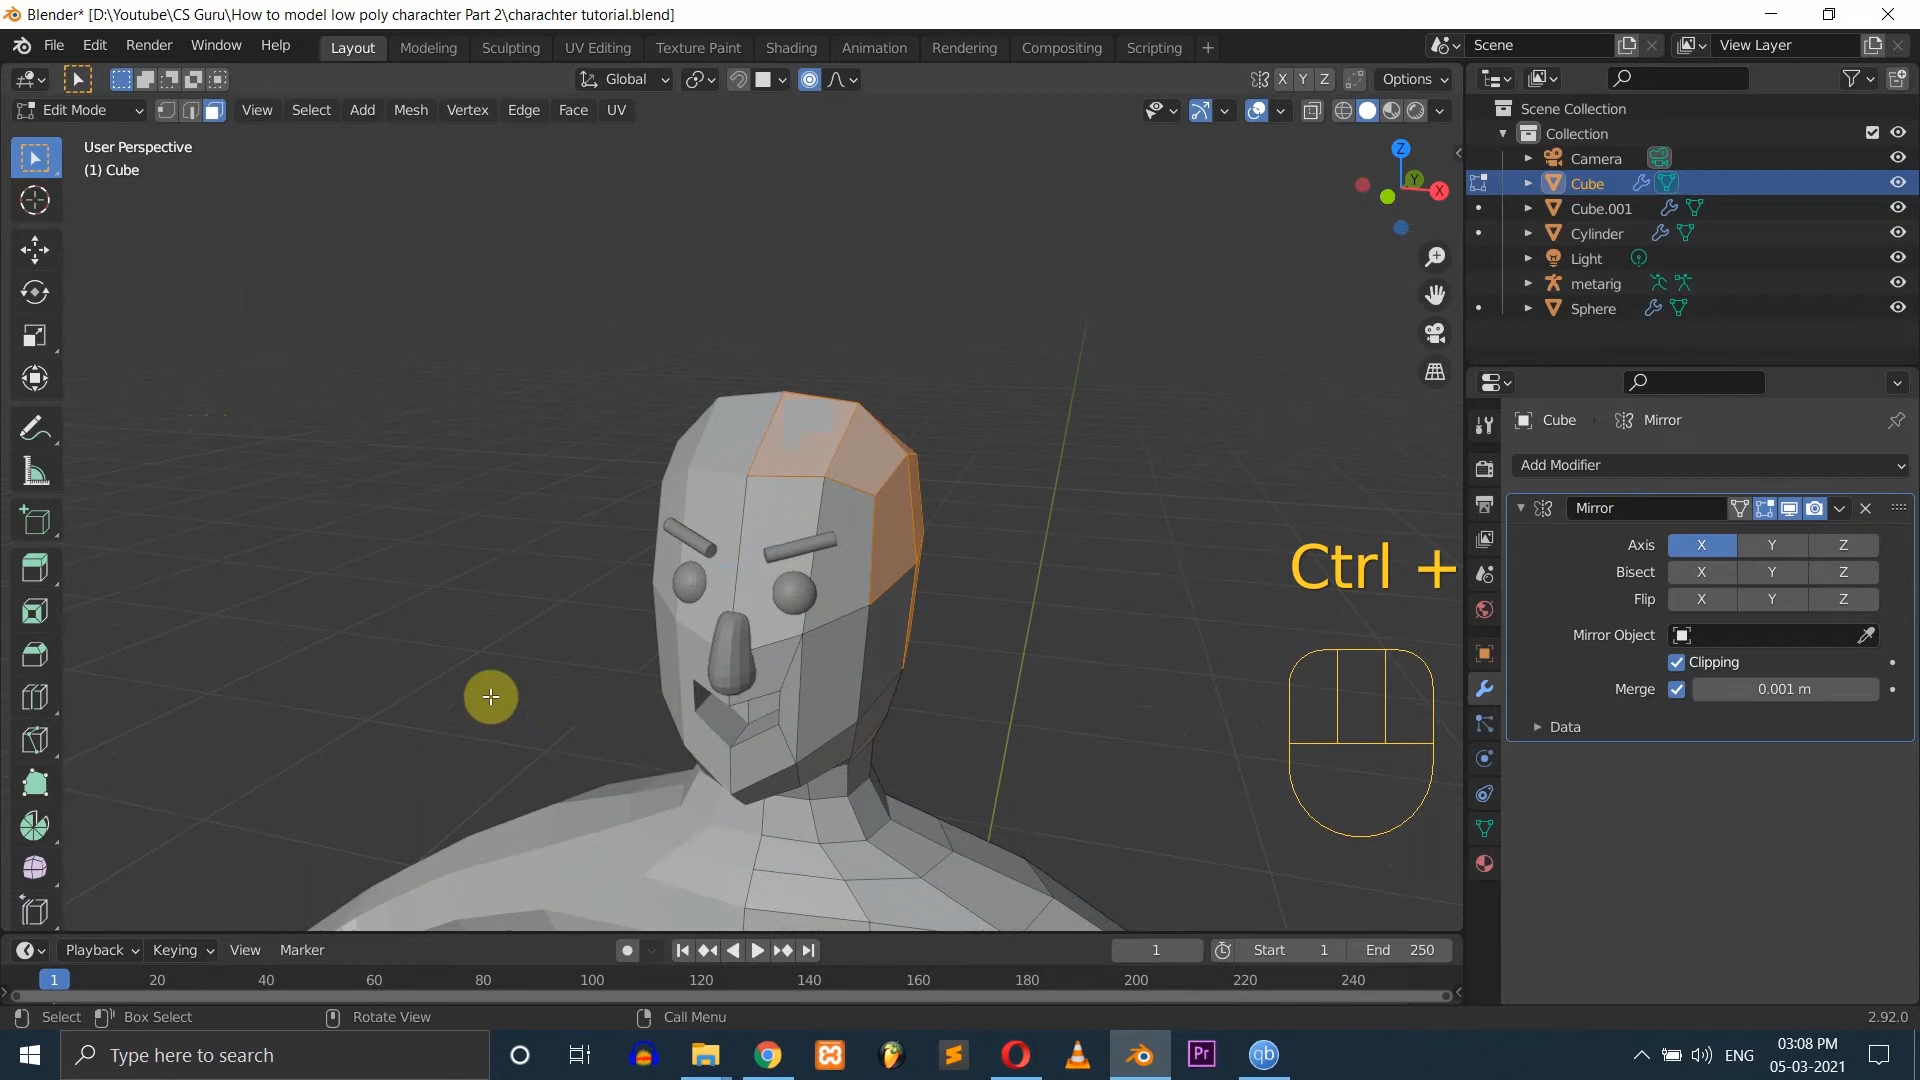 Blender* [D:\Youtube\CS Guru\How to model low poly charachter Part 2\charachter tutorial.blend]
File Edit Render Window Help Layout Modeling Sculpting UV Editing Texture Paint Shading Animation Rendering Compositing Scripting + Scene View Layer
Global X Y Z Options
Edit Mode View Select Add Mesh Vertex Edge Face UV
User Perspective
(1) Cube
Z
Y
X
Scene Collection
Collection
Camera
Cube
Cube.001
Cylinder
Light
metarig
Sphere
Cube Mirror
Add Modifier
Mirror
Axis X Y Z
Bisect X Y Z
Flip X Y Z
Mirror Object
Clipping
Merge 0.001 m
Data
Ctrl +
Playback Keying View Marker 1 Start 1 End 250
1 20 40 60 80 100 120 140 160 180 200 220 240
Select Box Select Rotate View Call Menu 2.92.0
Type here to search
Pr
qb
ENG
03:08 PM
05-03-2021